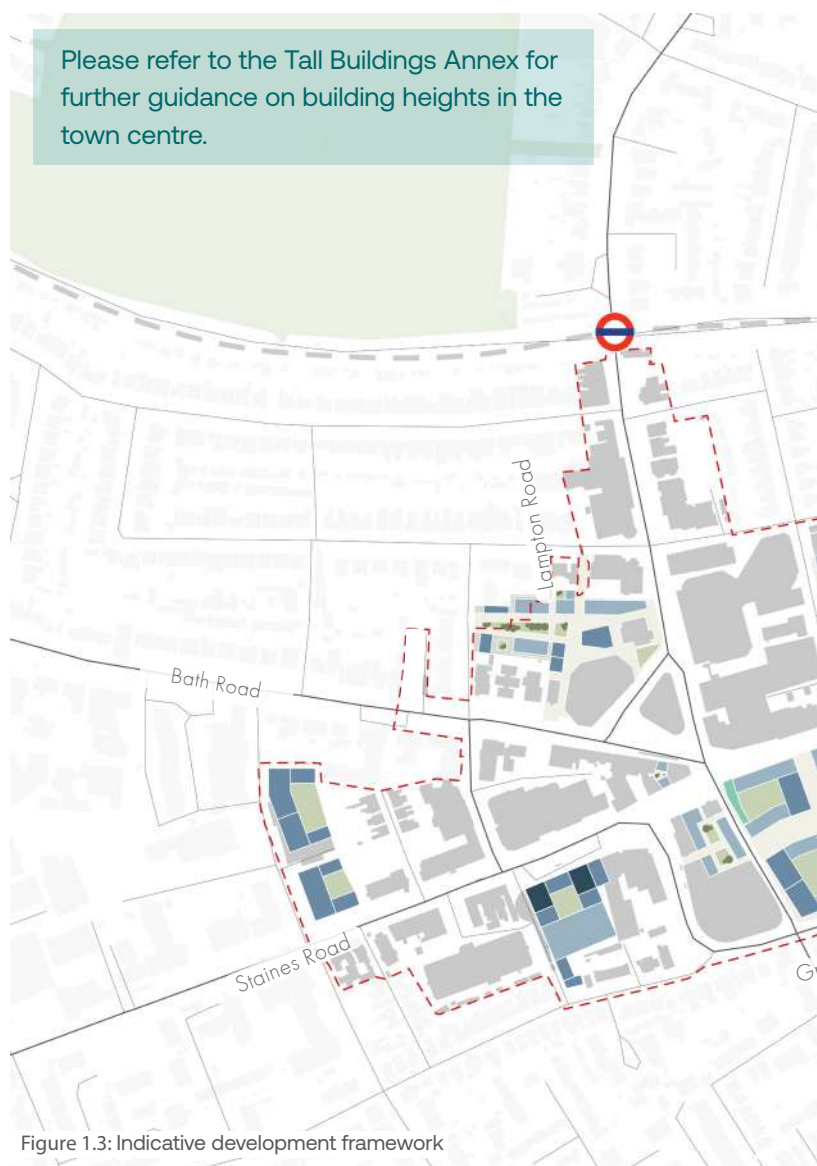 Please refer to the Tall Buildings Annex for
further guidance on building heights in the
town centre.
Lampton Road
Bath Road
Staines Road
Figure 1.3: Indicative development framework